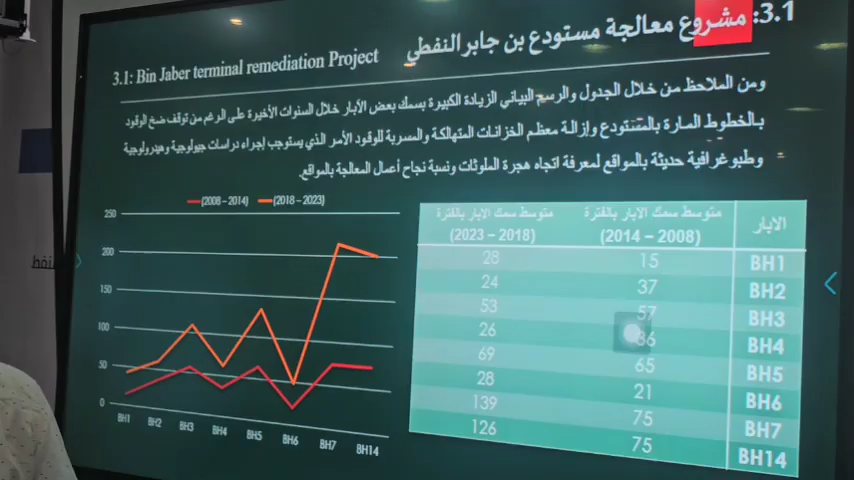 3.1: مشروع معالجة مستودع بن جابر النفطي
3.1: Bin Jaber terminal remediation Project
ومن الملاحظ من خلال الجدول والرسم البياني الزيادة الكبيرة بسمك بعض الآبار خلال السنوات الأخيرة على الرغم من توقف ضخ الوقود
بالخطوط المارة بالمستودع وإزالة معظم الخزانات المتهالكة والمسربة للوقود الأمر الذي يستوجب إجراء دراسات جيولوجية وهيدرولوجية
وطبوغرافية حديثة بالمواقع لمعرفة اتجاه هجرة الملوثات ونسبة نجاح أعمال المعالجة بالمواقع.
(2008 – 2014) (2018 – 2023)
250
200
150
100
50
0
BH1 BH2 BH3 BH4 BH5 BH6 BH7 BH14
الابار متوسط سمك الابار بالفترة (2008 – 2014) متوسط سمك الابار بالفترة (2018 – 2023)
BH1 15 28
BH2 37 24
BH3 57 53
BH4 36 26
BH5 65 69
BH6 21 28
BH7 75 139
BH14 75 126